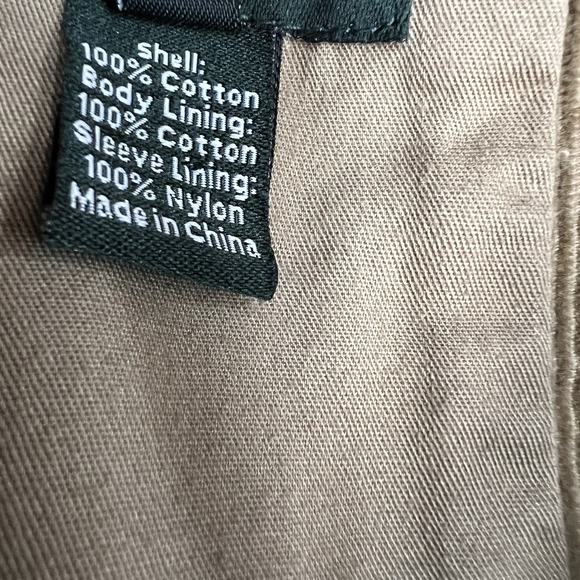 Shell:
100% Cotton
Body Lining:
100% Cotton
Sleeve Lining:
100% Nylon
Made in China